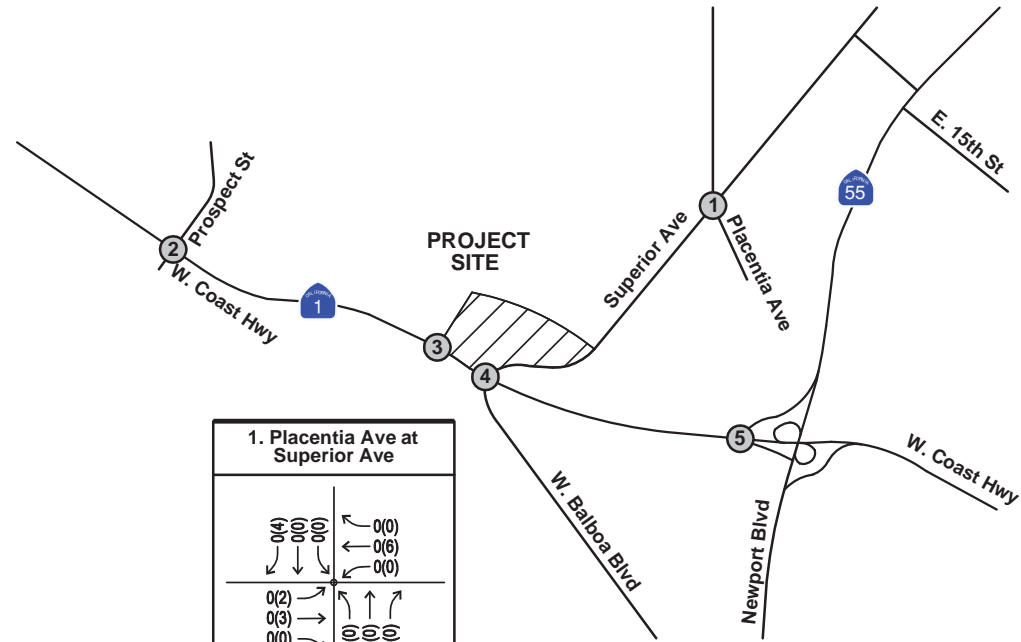 E. 15th St
55
Prospect St
1
Placentia Ave
Superior Ave
2
PROJECT
SITE
W. Coast Hwy
CALIFORNIA
1
3
4
5
W. Coast Hwy
W. Balboa Blvd
Newport Blvd
1. Placentia Ave at
Superior Ave
0(4) 0(0) 0(0)
0(0)
0(6)
0(0)
0(2)
0(3)
0(0)